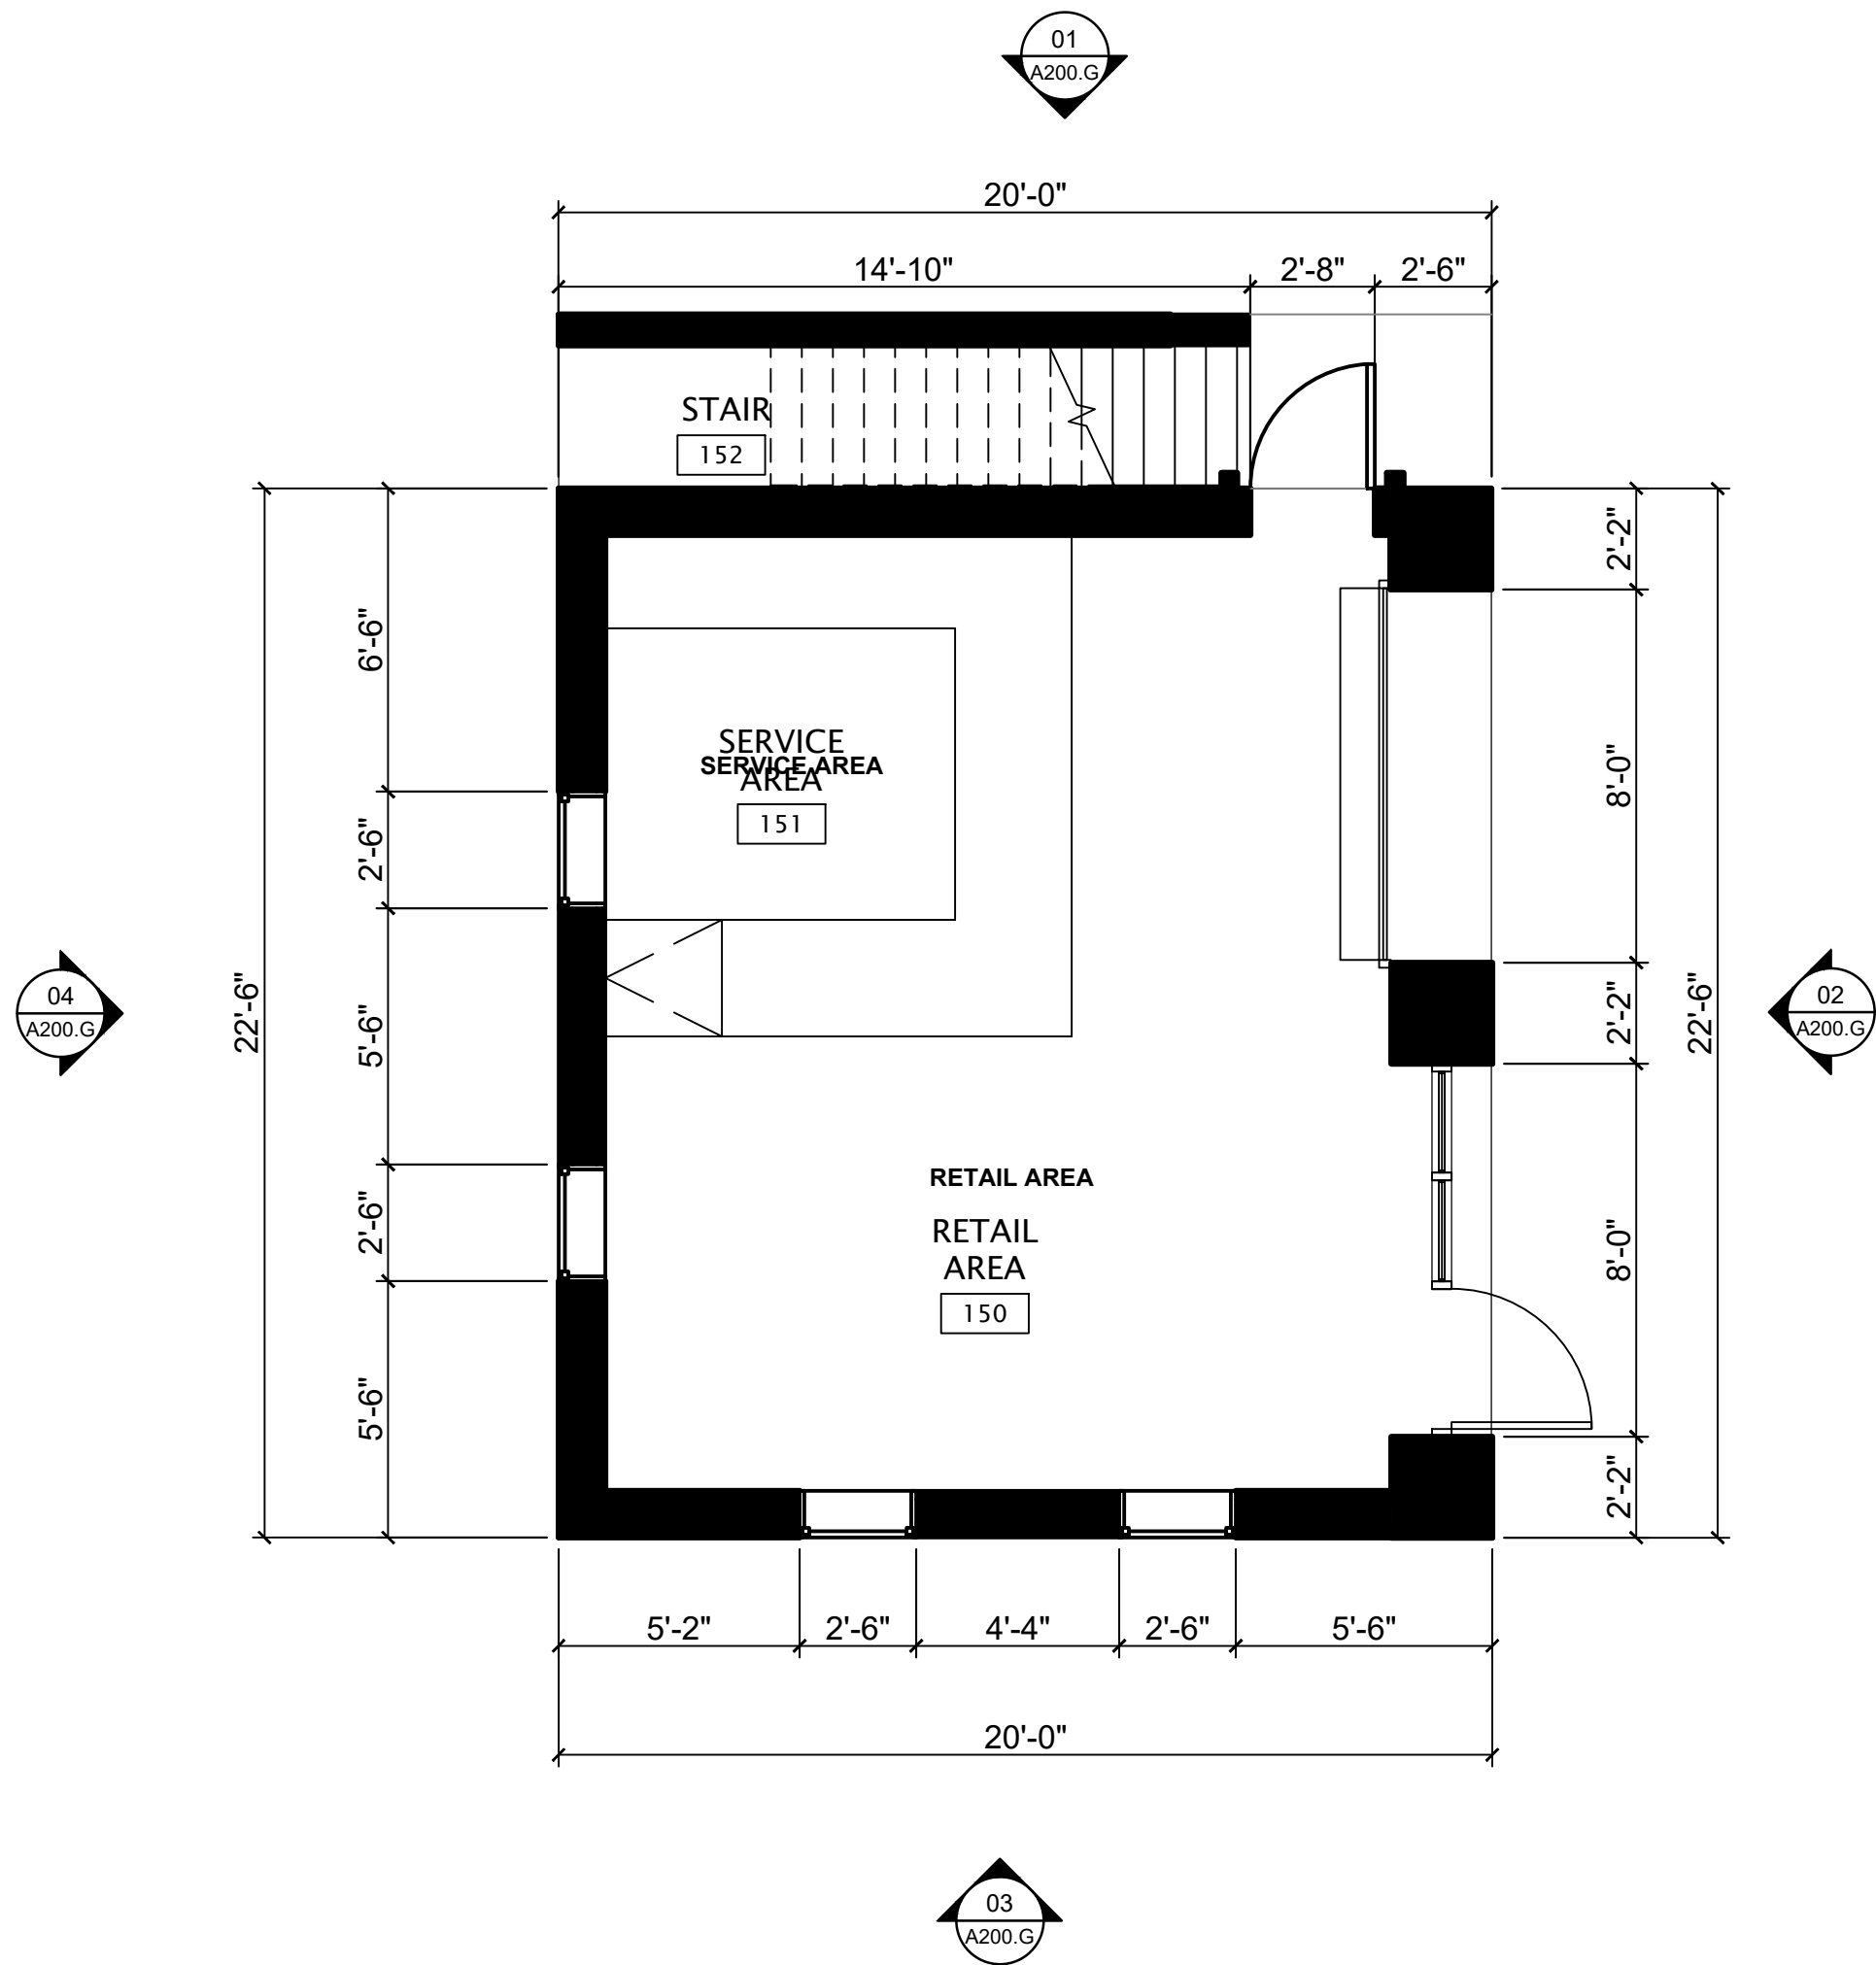 01
A200.G
20'-0"
14'-10"
2'-8"
2'-6"
STAIR
152
2'-2"
6'-6"
SERVICE
SERVICE AREA
AREA
151
8'-0"
2'-6"
04
A200.G
22'-6"
5'-6"
2'-2"
22'-6"
02
A200.G
RETAIL AREA
RETAIL
AREA
150
2'-6"
8'-0"
5'-6"
2'-2"
5'-2"
2'-6"
4'-4"
2'-6"
5'-6"
20'-0"
03
A200.G